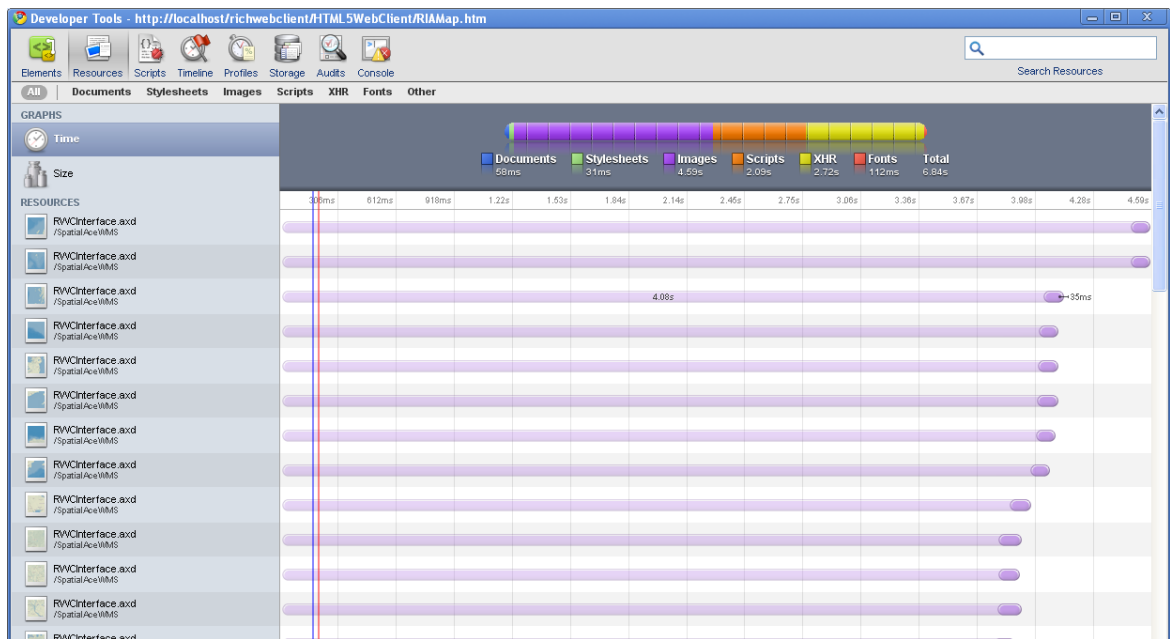 Developer Tools - http://localhost/richwebclient/HTML5WebClient/RIAMap.htm
Elements Resources Scripts Timeline Profiles Storage Audits Console
Search Resources
All Documents Stylesheets Images Scripts XHR Fonts Other
GRAPHS
Time
Size
Documents Stylesheets Images Scripts XHR Fonts Total
58ms 31ms 4.59s 2.09s 2.72s 112ms 6.84s
RESOURCES
306ms 612ms 918ms 1.22s 1.53s 1.84s 2.14s 2.45s 2.75s 3.06s 3.36s 3.67s 3.98s 4.28s 4.59s
RWCInterface.axd
/SpatialAceWMS
RWCInterface.axd
/SpatialAceWMS
RWCInterface.axd
/SpatialAceWMS
4.08s 35ms
RWCInterface.axd
/SpatialAceWMS
RWCInterface.axd
/SpatialAceWMS
RWCInterface.axd
/SpatialAceWMS
RWCInterface.axd
/SpatialAceWMS
RWCInterface.axd
/SpatialAceWMS
RWCInterface.axd
/SpatialAceWMS
RWCInterface.axd
/SpatialAceWMS
RWCInterface.axd
/SpatialAceWMS
RWCInterface.axd
/SpatialAceWMS
RWCInterface.axd